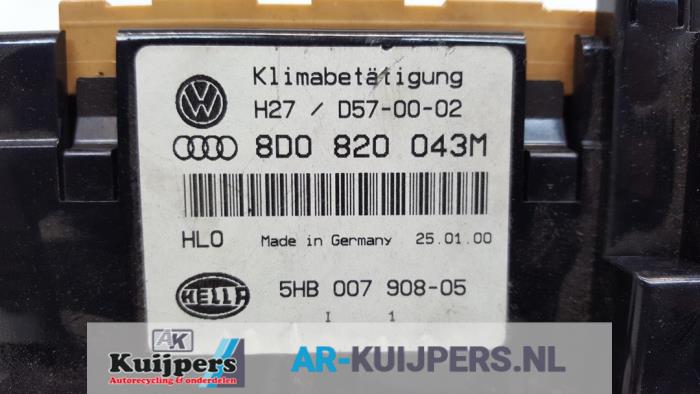 Klimabetätigung
H27 / D57-00-02
8D0 820 043M
HLO Made in Germany 25.01.00
HELLA 5HB 007 908-05
I 1
AK
Kuijpers
Autorecycling & onderdelen
AR-KUIJPERS.NL